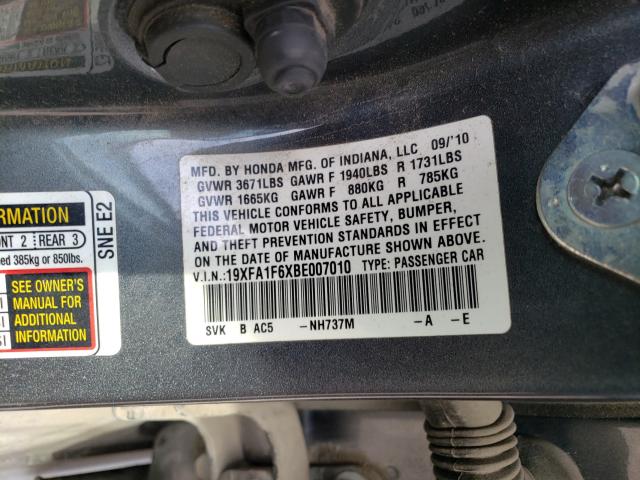 MFD. BY HONDA MFG. OF INDIANA, LLC 09/'10
GVWR 3671LBS GAWR F 1940LBS R 1731LBS
GVWR 1665KG GAWR F 880KG R 785KG
THIS VEHICLE CONFORMS TO ALL APPLICABLE
FEDERAL MOTOR VEHICLE SAFETY, BUMPER,
AND THEFT PREVENTION STANDARDS IN EFFECT
ON THE DATE OF MANUFACTURE SHOWN ABOVE.
V.I.N.:19XFA1F6XBE007010 TYPE: PASSENGER CAR
SVK B AC5 -NH737M -A -E
SNE E2
ORMATION
ONT 2 REAR 3
385kg or 850lbs.
SEE OWNER'S
MANUAL FOR
ADDITIONAL
INFORMATION